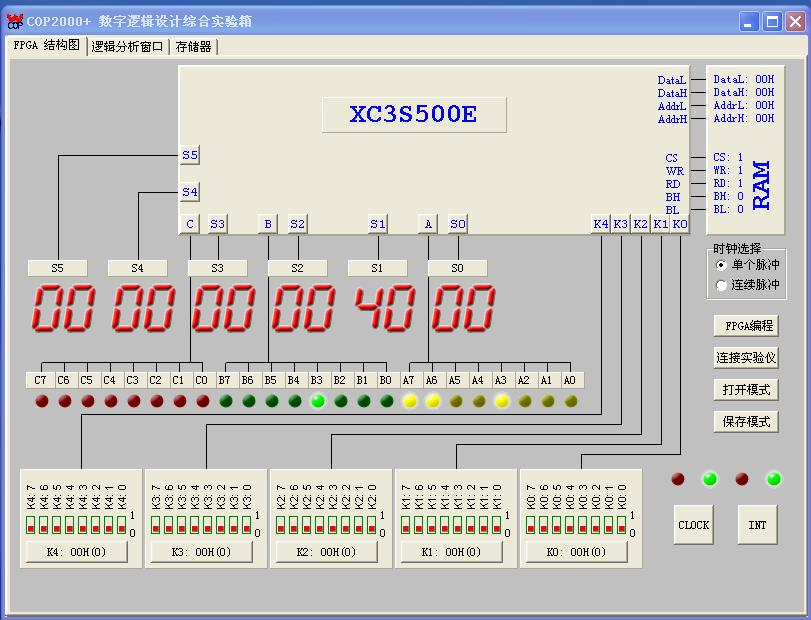 COP2000+ 数字逻辑设计综合实验箱
FPGA 结构图 逻辑分析窗口 存储器
XC3S500E
DataL DataL: 00H
DataH DataH: 00H
AddrL AddrL: 00H
AddrH AddrH: 00H
S5 CS CS: 1
WR WR: 1
RD RD: 1
S4 BH BH: 0
BL BL: 0
RAM
C S3 B S2 S1 A S0 K4 K3 K2 K1 K0
时钟选择
S5 S4 S3 S2 S1 S0 单个脉冲
连续脉冲
00 00 00 00 40 00
FPGA编程
连接实验仪
C7 C6 C5 C4 C3 C2 C1 C0 B7 B6 B5 B4 B3 B2 B1 B0 A7 A6 A5 A4 A3 A2 A1 A0
打开模式
保存模式
K4:7 K4:6 K4:5 K4:4 K4:3 K4:2 K4:1 K4:0 1 0
K3:7 K3:6 K3:5 K3:4 K3:3 K3:2 K3:1 K3:0 1 0
K2:7 K2:6 K2:5 K2:4 K2:3 K2:2 K2:1 K2:0 1 0
K1:7 K1:6 K1:5 K1:4 K1:3 K1:2 K1:1 K1:0 1 0
K0:7 K0:6 K0:5 K0:4 K0:3 K0:2 K0:1 K0:0 1 0
CLOCK INT
K4: 00H(0) K3: 00H(0) K2: 00H(0) K1: 00H(0) K0: 00H(0)